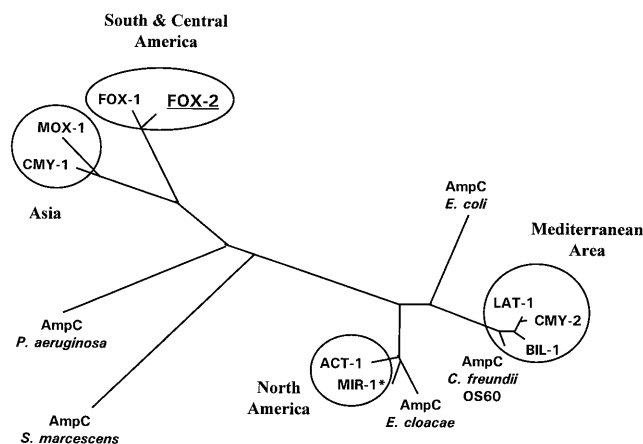 South & Central
America
FOX-1
FOX-2
MOX-1
CMY-1
Asia
AmpC
E. coli
Mediterranean
Area
LAT-1
CMY-2
BIL-1
AmpC
P. aeruginosa
ACT-1
MIR-1*
AmpC
C. freundii
OS60
North
America
AmpC
E. cloacae
AmpC
S. marcescens